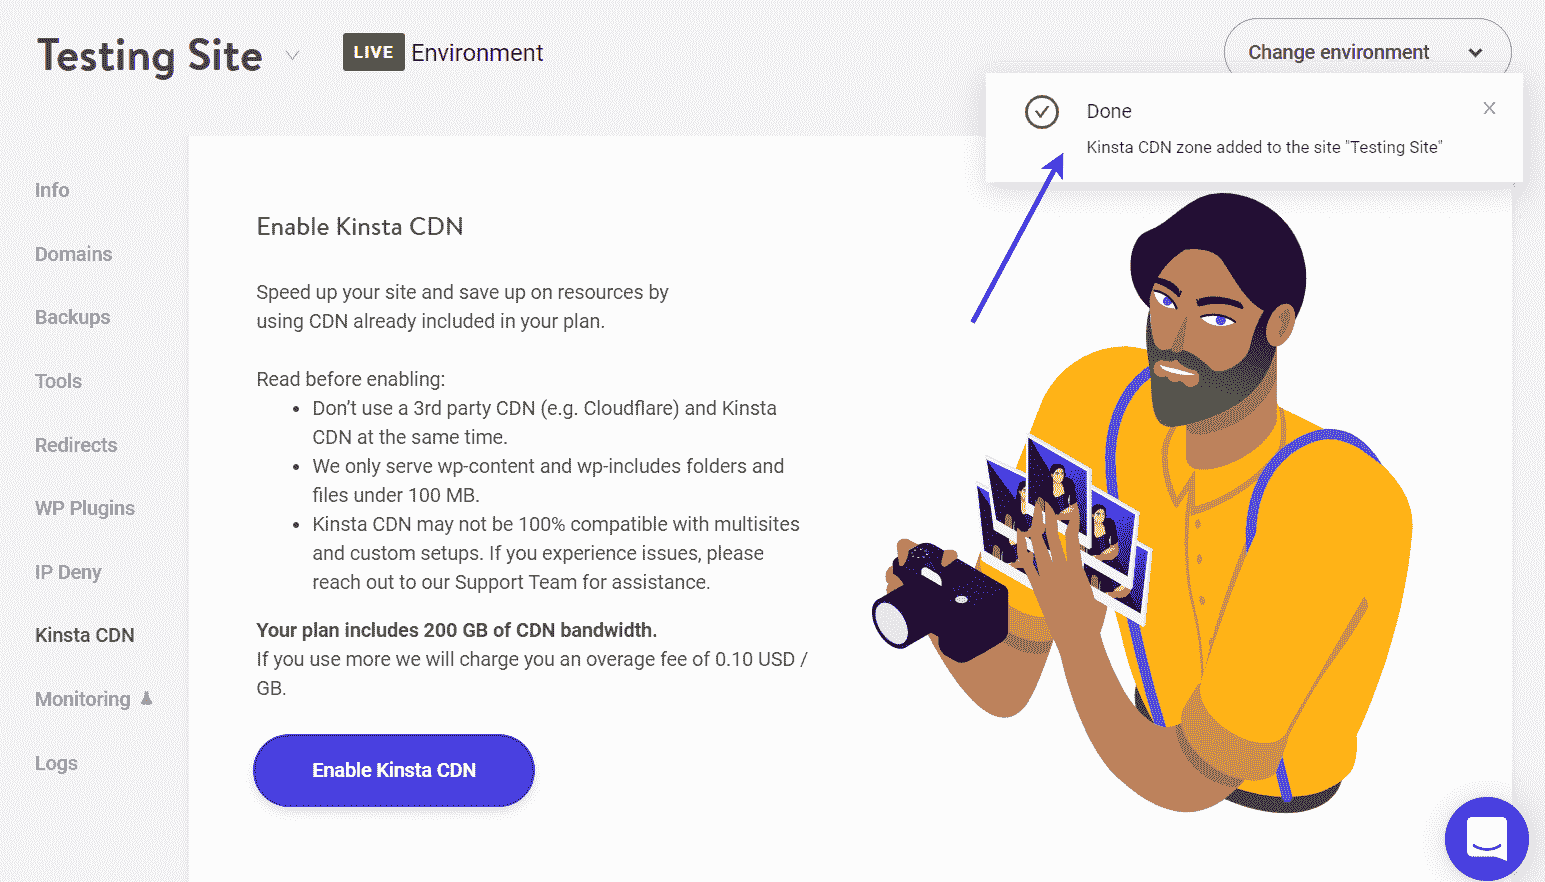 Testing Site
LIVE Environment
Change environment
Done
Kinsta CDN zone added to the site "Testing Site"
Info
Domains
Backups
Tools
Redirects
WP Plugins
IP Deny
Kinsta CDN
Monitoring
Logs
Enable Kinsta CDN
Speed up your site and save up on resources by
using CDN already included in your plan.
Read before enabling:
• Don’t use a 3rd party CDN (e.g. Cloudflare) and Kinsta
CDN at the same time.
• We only serve wp-content and wp-includes folders and
files under 100 MB.
• Kinsta CDN may not be 100% compatible with multisites
and custom setups. If you experience issues, please
reach out to our Support Team for assistance.
Your plan includes 200 GB of CDN bandwidth.
If you use more we will charge you an overage fee of 0.10 USD /
GB.
Enable Kinsta CDN